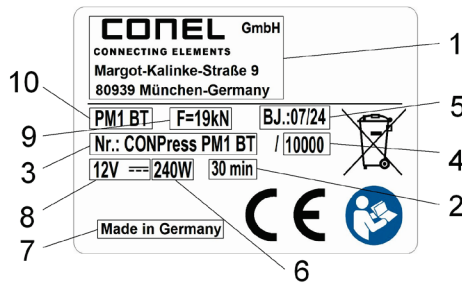 CONEL GmbH
CONNECTING ELEMENTS
Margot-Kalinke-Straße 9
80939 München-Germany
1
10
PM1 BT F=19kN BJ.:07/24
5
9
3
Nr.: CONPress PM1 BT / 10000
4
12V 240W 30 min
2
8
Made in Germany
7
CE
6